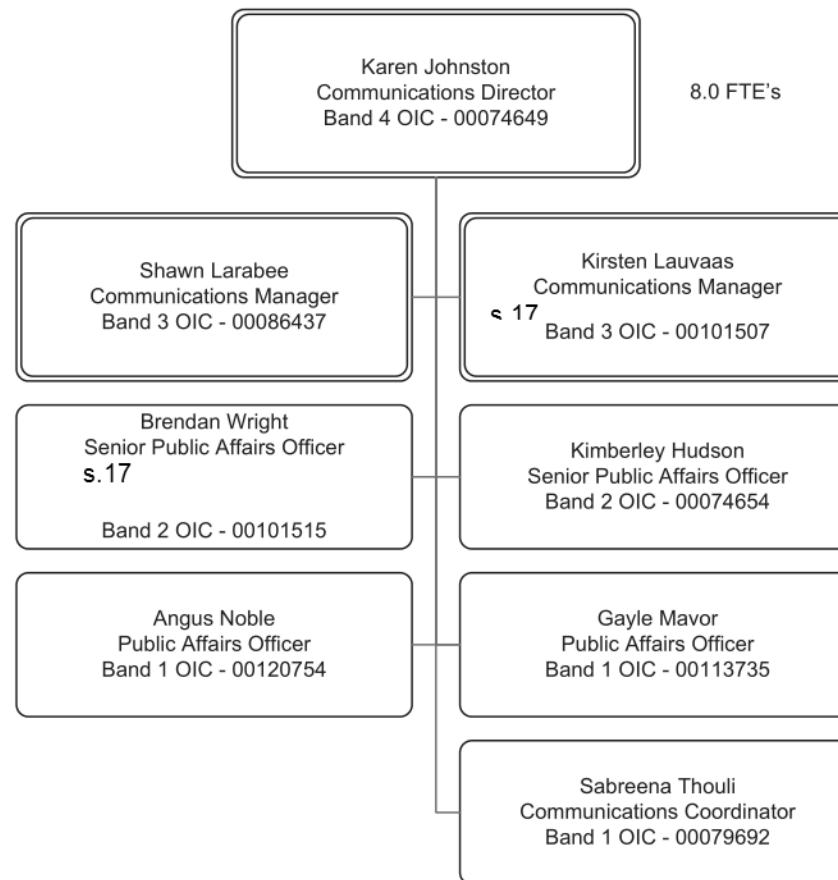 Karen Johnston
Communications Director
Band 4 OIC - 00074649
8.0 FTE's
Shawn Larabee
Communications Manager
Band 3 OIC - 00086437
Kirsten Lauvaas
Communications Manager
s.17
Band 3 OIC - 00101507
Brendan Wright
Senior Public Affairs Officer
s.17
Band 2 OIC - 00101515
Kimberley Hudson
Senior Public Affairs Officer
Band 2 OIC - 00074654
Angus Noble
Public Affairs Officer
Band 1 OIC - 00120754
Gayle Mavor
Public Affairs Officer
Band 1 OIC - 00113735
Sabreena Thouli
Communications Coordinator
Band 1 OIC - 00079692